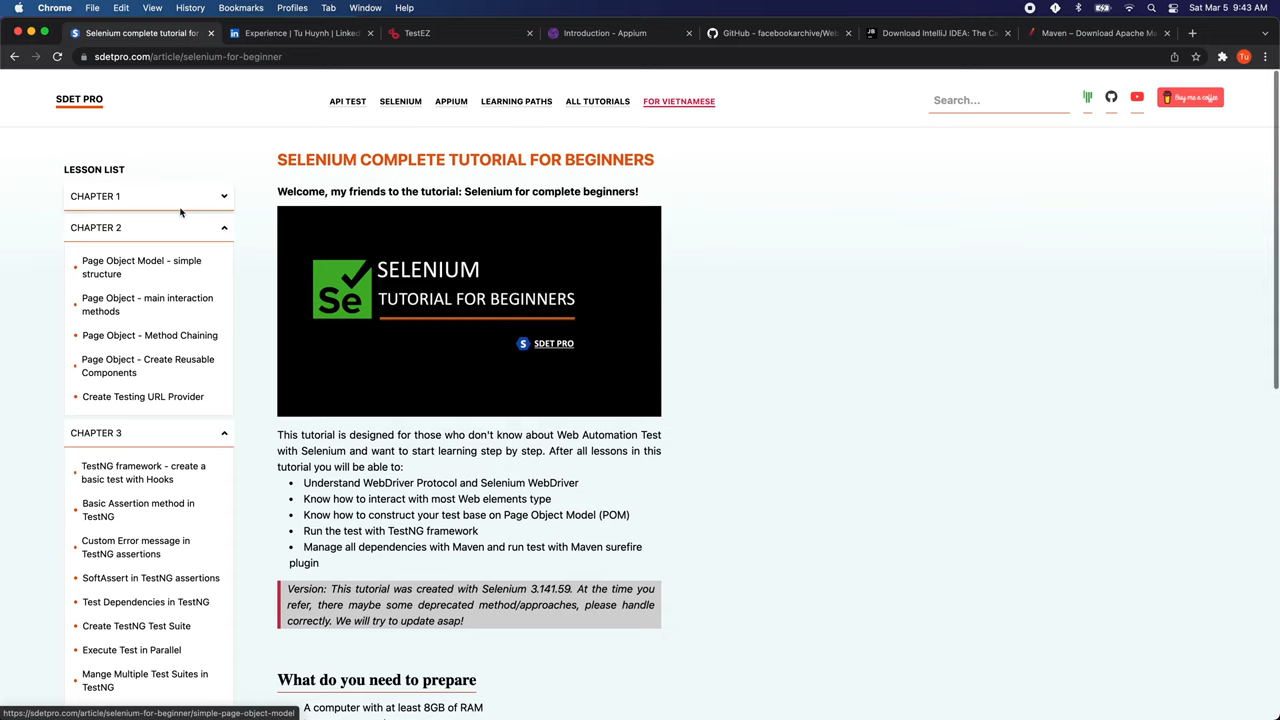 Chrome File Edit View History Bookmarks Profiles Tab Window Help
Sat Mar 5 9:43 AM
Selenium complete tutorial for
Experience | Tu Huynh | Linked
TestEZ
Introduction - Appium
GitHub - facebookarchive/Web
Download IntelliJ IDEA: The Ca
Maven – Download Apache Ma
sdetpro.com/article/selenium-for-beginner
Tu
SDET PRO
API TEST
SELENIUM
APPIUM
LEARNING PATHS
ALL TUTORIALS
FOR VIETNAMESE
Search...
Buy me a coffee
LESSON LIST
CHAPTER 1
CHAPTER 2
Page Object Model - simple
structure
Page Object - main interaction
methods
Page Object - Method Chaining
Page Object - Create Reusable
Components
Create Testing URL Provider
CHAPTER 3
TestNG framework - create a
basic test with Hooks
Basic Assertion method in
TestNG
Custom Error message in
TestNG assertions
SoftAssert in TestNG assertions
Test Dependencies in TestNG
Create TestNG Test Suite
Execute Test in Parallel
Mange Multiple Test Suites in
TestNG
https://sdetpro.com/article/selenium-for-beginner/simple-page-object-model
SELENIUM COMPLETE TUTORIAL FOR BEGINNERS
Welcome, my friends to the tutorial: Selenium for complete beginners!
Se
SELENIUM
TUTORIAL FOR BEGINNERS
S SDET PRO
This tutorial is designed for those who don't know about Web Automation Test
with Selenium and want to start learning step by step. After all lessons in this
tutorial you will be able to:
• Understand WebDriver Protocol and Selenium WebDriver
• Know how to interact with most Web elements type
• Know how to construct your test base on Page Object Model (POM)
• Run the test with TestNG framework
• Manage all dependencies with Maven and run test with Maven surefire
plugin
Version: This tutorial was created with Selenium 3.141.59. At the time you
refer, there maybe some deprecated method/approaches, please handle
correctly. We will try to update asap!
What do you need to prepare
A computer with at least 8GB of RAM